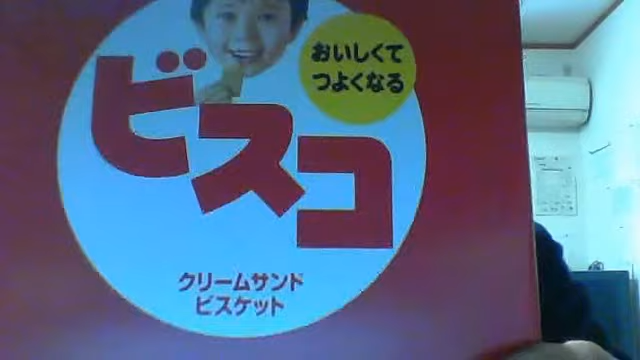 おいしくて
つよくなる
ビスコ
クリームサンド
ビスケット